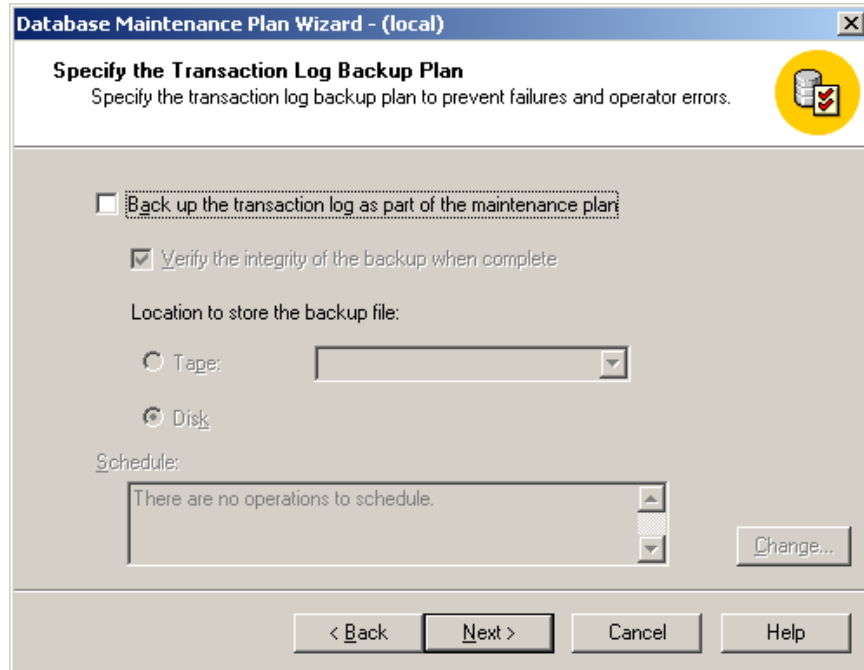 Database Maintenance Plan Wizard - (local)
Specify the Transaction Log Backup Plan
Specify the transaction log backup plan to prevent failures and operator errors.
Back up the transaction log as part of the maintenance plan
Verify the integrity of the backup when complete
Location to store the backup file:
Tape:
Disk
Schedule:
There are no operations to schedule.
Change...
< Back Next > Cancel Help